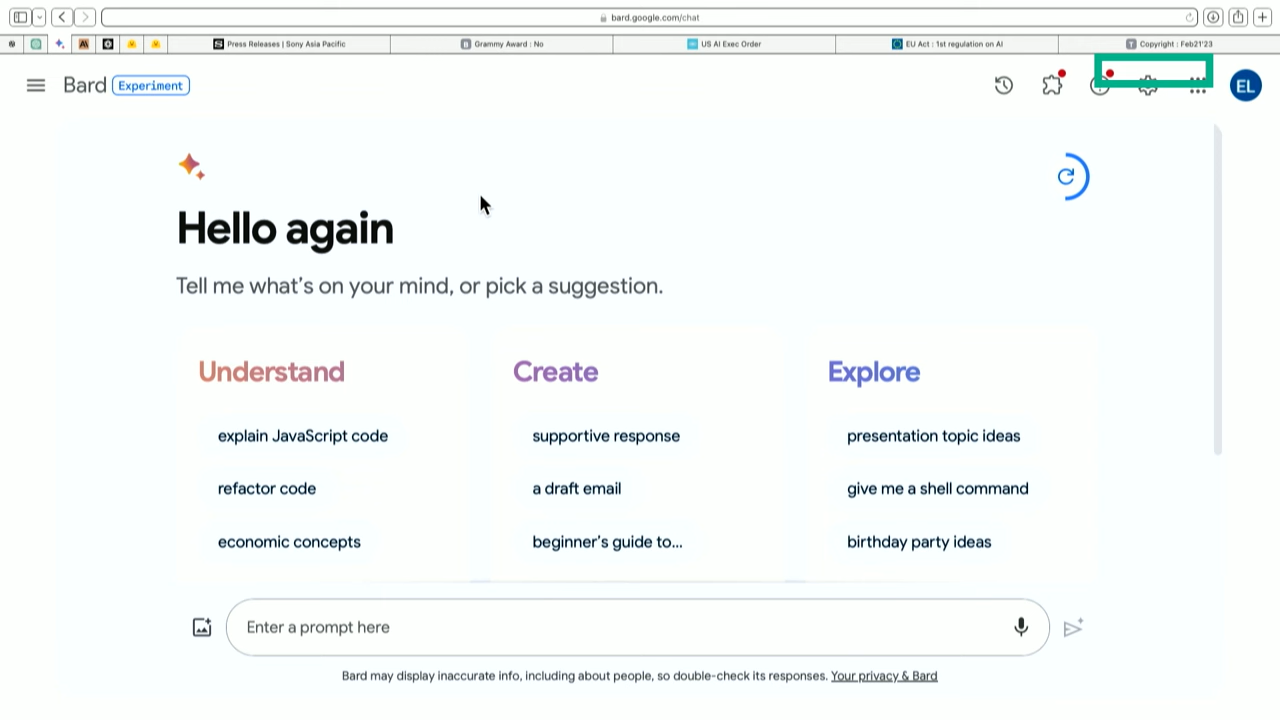 bard.google.com/chat
Press Releases | Sony Asia Pacific
Grammy Award : No
US AI Exec Order
EU Act : 1st regulation on AI
Copyright : Feb21'23
Bard Experiment
EL
Hello again
Tell me what's on your mind, or pick a suggestion.
Understand
explain JavaScript code
refactor code
economic concepts
Create
supportive response
a draft email
beginner's guide to...
Explore
presentation topic ideas
give me a shell command
birthday party ideas
Enter a prompt here
Bard may display inaccurate info, including about people, so double-check its responses. Your privacy & Bard